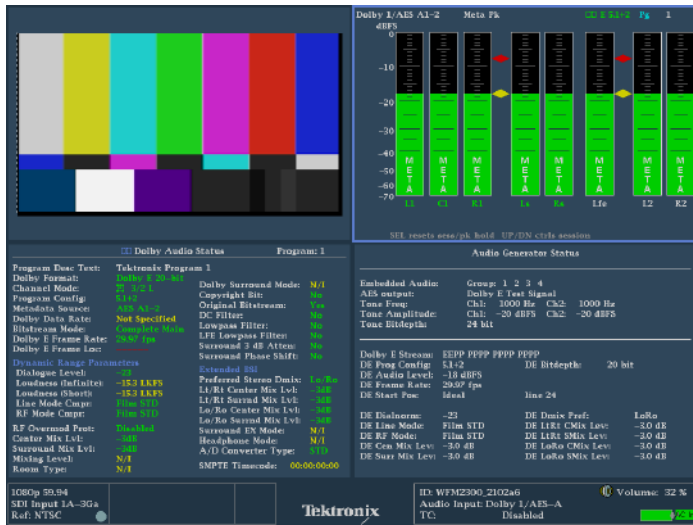 Dolby 1/AES A1-2 Meta Pk E 5.1+2 Pg 1
dBFS
0
-10
-20
-30
-40
-50
-60
-70
META META META META META META META META
L1 C1 R1 Ls Rs Lfe L2 R2
SEL resets sess/pk hold UP/DN ctrls session
Dolby Audio Status Program: 1
Program Desc Text: Tektronix Program 1
Dolby Format: Dolby E 20-bit
Channel Mode: 3/2 L
Program Config: 5.1+2
Metadata Source: AES A1-2
Dolby Data Rate: Not Specified
Bitstream Mode: Complete Main
Dolby E Frame Rate: 29.97 fps
Dolby E Frame Loc:
Dynamic Range Parameters
Dialogue Level: -23
Loudness (Infinite): -15.3 LKFS
Loudness (Short): -15.3 LKFS
Line Mode Cmpr: Film STD
RF Mode Cmpr: Film STD
RF Overmod Prot: Disabled
Center Mix Lvl: -3dB
Surround Mix Lvl: -3dB
Mixing Level: N/I
Room Type: N/I
Dolby Surround Mode: N/I
Copyright Bit: No
Original Bitstream: Yes
DC Filter: No
Lowpass Filter: No
LFE Lowpass Filter: No
Surround 3 dB Atten: No
Surround Phase Shift: No
Extended BSI
Preferred Stereo Dmix: Lo/Ro
Lt/Rt Center Mix Lvl: -3dB
Lt/Rt Surrnd Mix Lvl: -3dB
Lo/Ro Center Mix Lvl: -3dB
Lo/Ro Surrnd Mix Lvl: -3dB
Surround EX Mode: N/I
Headphone Mode: N/I
A/D Converter Type: STD
SMPTE Timecode: 00:00:00:00
Audio Generator Status
Embedded Audio: Group: 1 2 3 4
AES output: Dolby E Test Signal
Tone Freq: Ch1: 1000 Hz Ch2: 1000 Hz
Tone Amplitude: Ch1: -20 dBFS Ch2: -20 dBFS
Tone Bitdepth: 24 bit
Dolby E Stream: EEPP PPPP PPPP PPPP
DE Prog Config: 5.1+2 DE Bitdepth: 20 bit
DE Audio Level: -18 dBFS
DE Frame Rate: 29.97 fps
DE Start Pos: Ideal line 24
DE Dialnorm: -23 DE Dmix Pref: LoRo
DE Line Mode: Film STD DE LtRt CMix Lev: -3.0 dB
DE RF Mode: Film STD DE LtRt SMix Lev: -3.0 dB
DE Cen Mix Lev: -3.0 dB DE LoRo CMix Lev: -3.0 dB
DE Surr Mix Lev: -3.0 dB DE LoRo SMix Lev: -3.0 dB
1080p 59.94
SDI Input 1A-3Ga
Ref: NTSC
Tektronix
ID: WFM2300_2102a6 Volume: 32 %
Audio Input: Dolby 1/AES-A
TC: Disabled